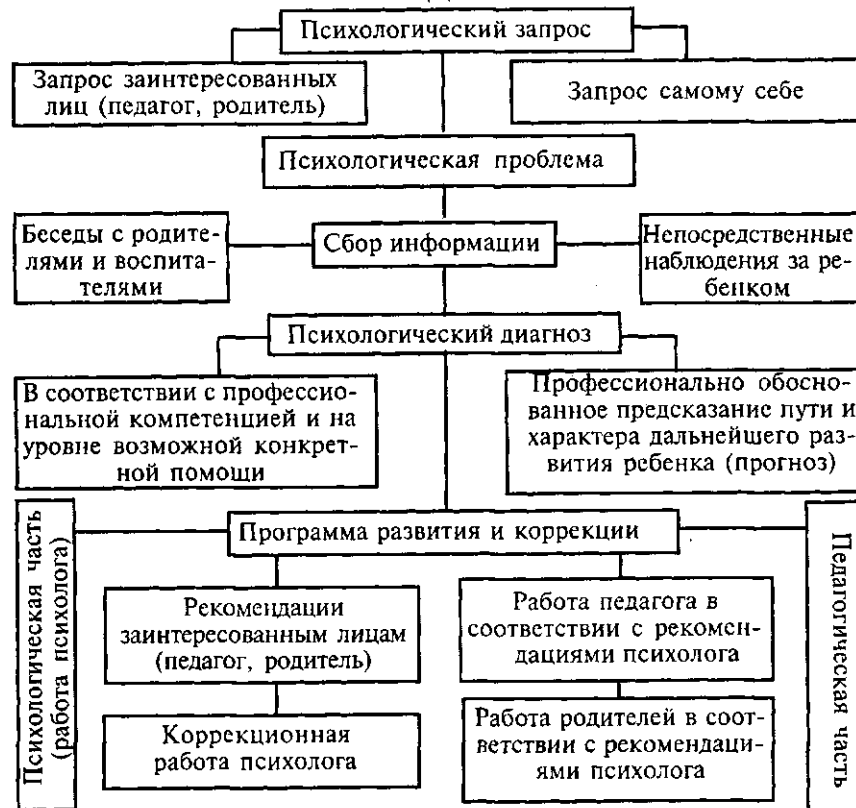 Психологический запрос
Запрос заинтересованных
лиц (педагог, родитель)
Запрос самому себе
Психологическая проблема
Беседы с родите-
лями и воспита-
телями
Сбор информации
Непосредственные
наблюдения за ре-
бенком
Психологический диагноз
В соответствии с профессио-
нальной компетенцией и на
уровне возможной конкрет-
ной помощи
Профессионально обосно-
ванное предсказание пути и
характера дальнейшего раз-
вития ребенка (прогноз)
Психологическая часть
(работа психолога)
Программа развития и коррекции
Педагогическая часть
Рекомендации
заинтересованным лицам
(педагог, родитель)
Работа педагога в
соответствии с рекомен-
дациями психолога
Коррекционная
работа психолога
Работа родителей в соот-
ветствии с рекомендаци-
ями психолога